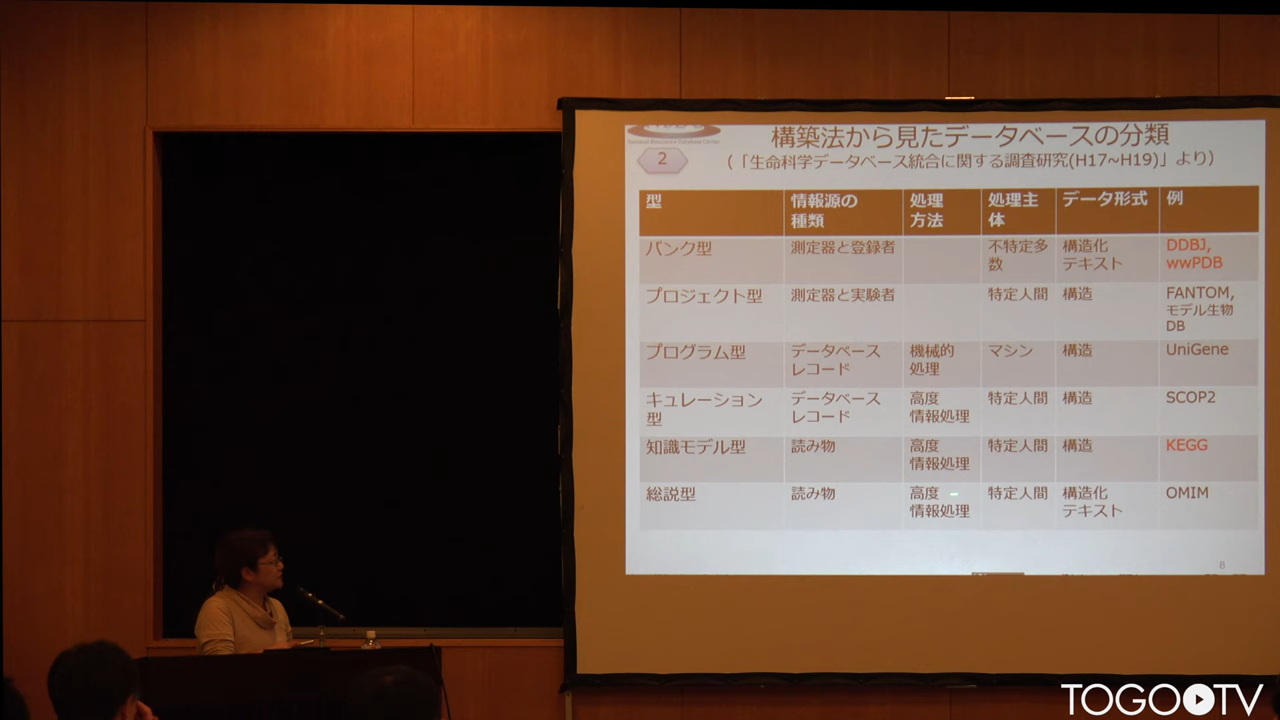 構築法から見たデータベースの分類
2
(「生命科学データベース統合に関する調査研究(H17~H19)」より)
型 情報源の種類 処理方法 処理主体 データ形式 例
バンク型 測定器と登録者 不特定多数 構造化テキスト DDBJ, wwPDB
プロジェクト型 測定器と実験者 特定人間 構造 FANTOM, モデル生物DB
プログラム型 データベースレコード 機械的処理 マシン 構造 UniGene
キュレーション型 データベースレコード 高度情報処理 特定人間 構造 SCOP2
知識モデル型 読み物 高度情報処理 特定人間 構造 KEGG
総説型 読み物 高度情報処理 特定人間 構造化テキスト OMIM
8
TOGOTV